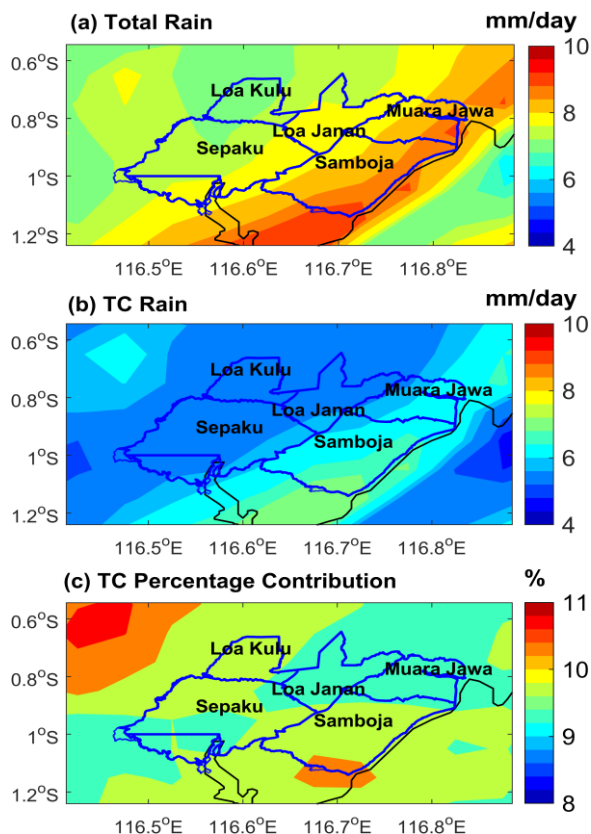 (a) Total Rain
mm/day
0.6°S
0.8°S
1°S
1.2°S
Loa Kulu
Muara Jawa
Loa Janan
Sepaku
Samboja
10
8
6
4
116.5°E 116.6°E 116.7°E 116.8°E
(b) TC Rain
mm/day
0.6°S
0.8°S
1°S
1.2°S
Loa Kulu
Muara Jawa
Loa Janan
Sepaku
Samboja
10
8
6
4
116.5°E 116.6°E 116.7°E 116.8°E
(c) TC Percentage Contribution
%
0.6°S
0.8°S
1°S
1.2°S
Loa Kulu
Muara Jawa
Loa Janan
Sepaku
Samboja
11
10
9
8
116.5°E 116.6°E 116.7°E 116.8°E